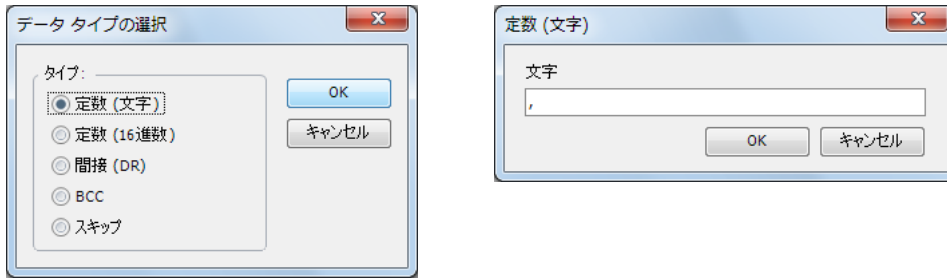 データ タイプの選択
タイプ:
定数 (文字)
定数 (16進数)
間接 (DR)
BCC
スキップ
OK
キャンセル
定数 (文字)
文字
,
OK
キャンセル